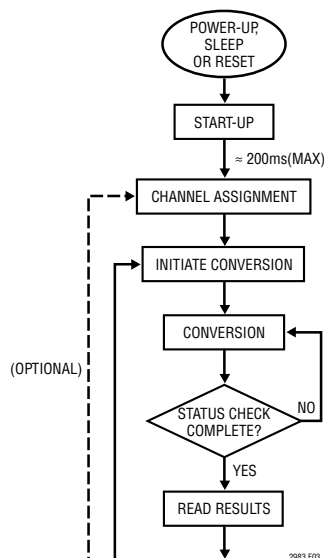 POWER-UP,
SLEEP
OR RESET
START-UP
≈ 200ms(MAX)
CHANNEL ASSIGNMENT
INITIATE CONVERSION
CONVERSION
(OPTIONAL)
STATUS CHECK
COMPLETE?
NO
YES
READ RESULTS
2983 F03